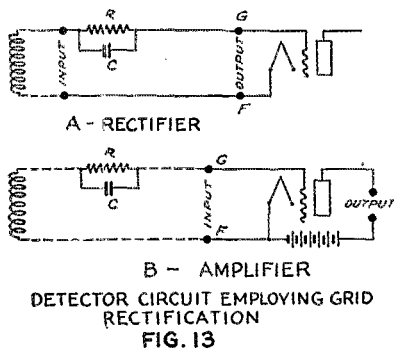 R
G
INPUT
C
OUTPUT
F
A - RECTIFIER
R
G
C
INPUT
F
OUTPUT
B - AMPLIFIER
DETECTOR CIRCUIT EMPLOYING GRID
RECTIFICATION
FIG. 13